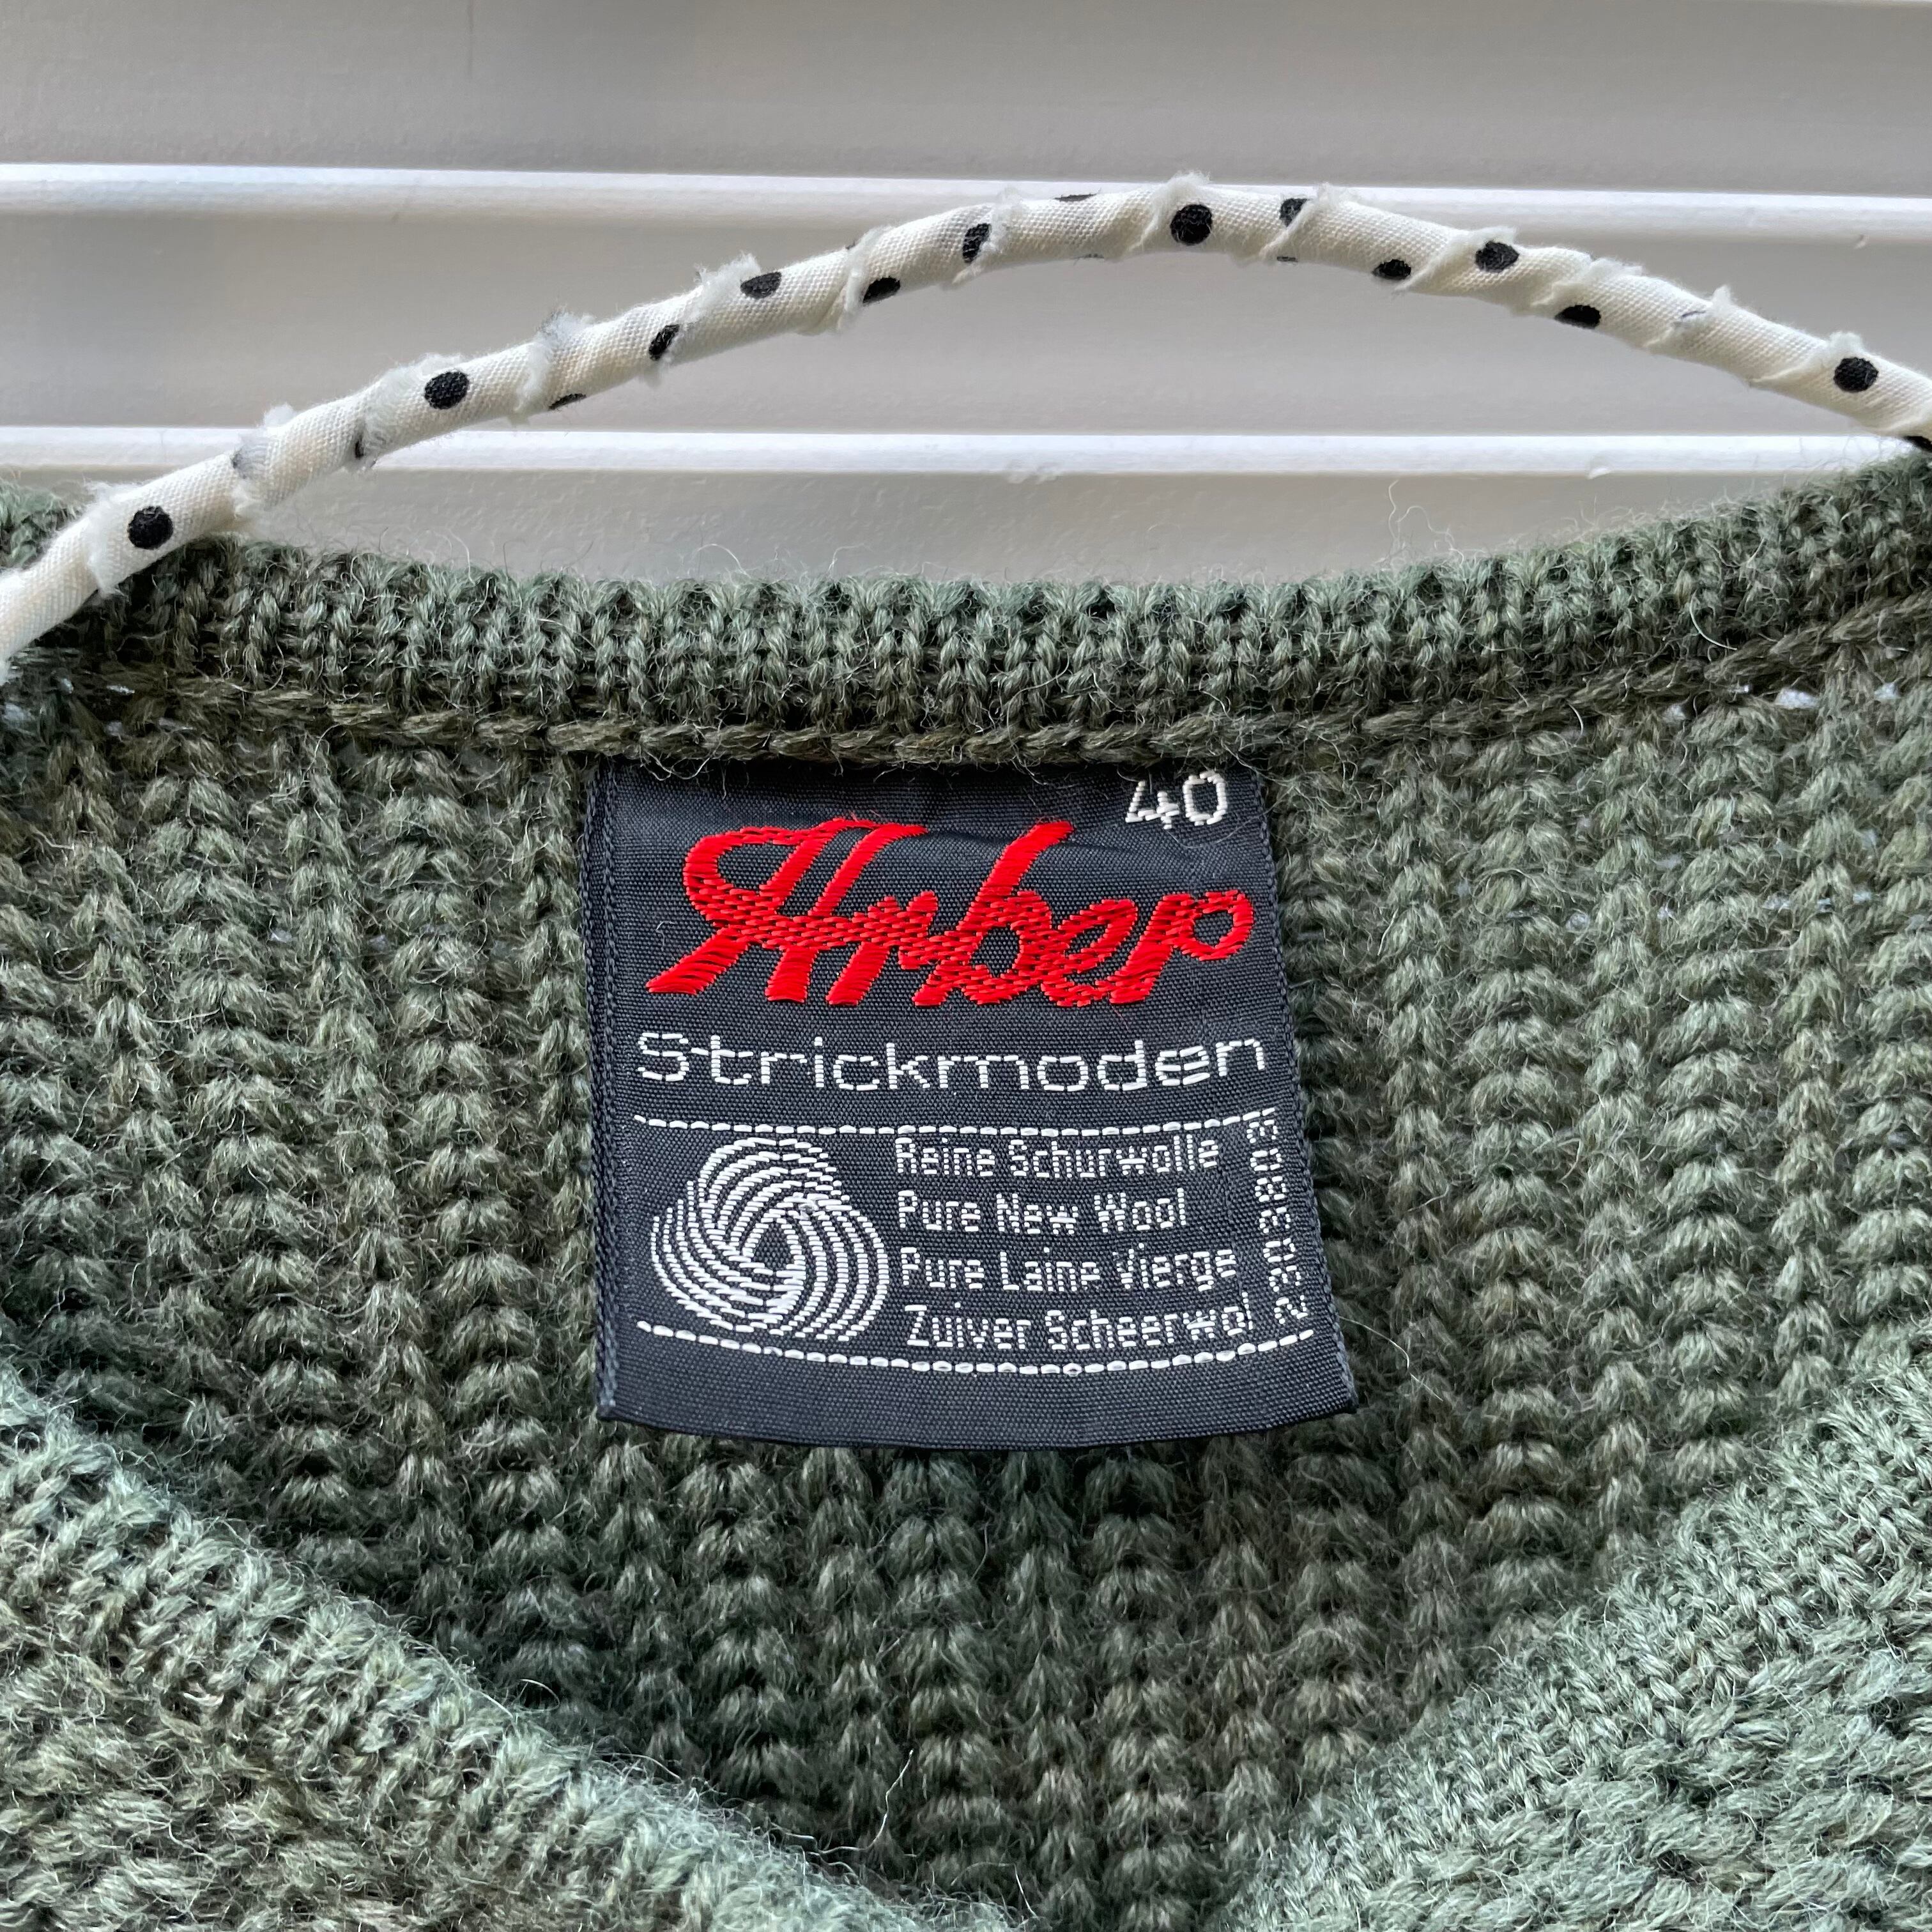 40
Arber
Strickmoden
Reine Schurwolle
Pure New Wool
Pure Laine Vierge
Zuiver Scheerwol